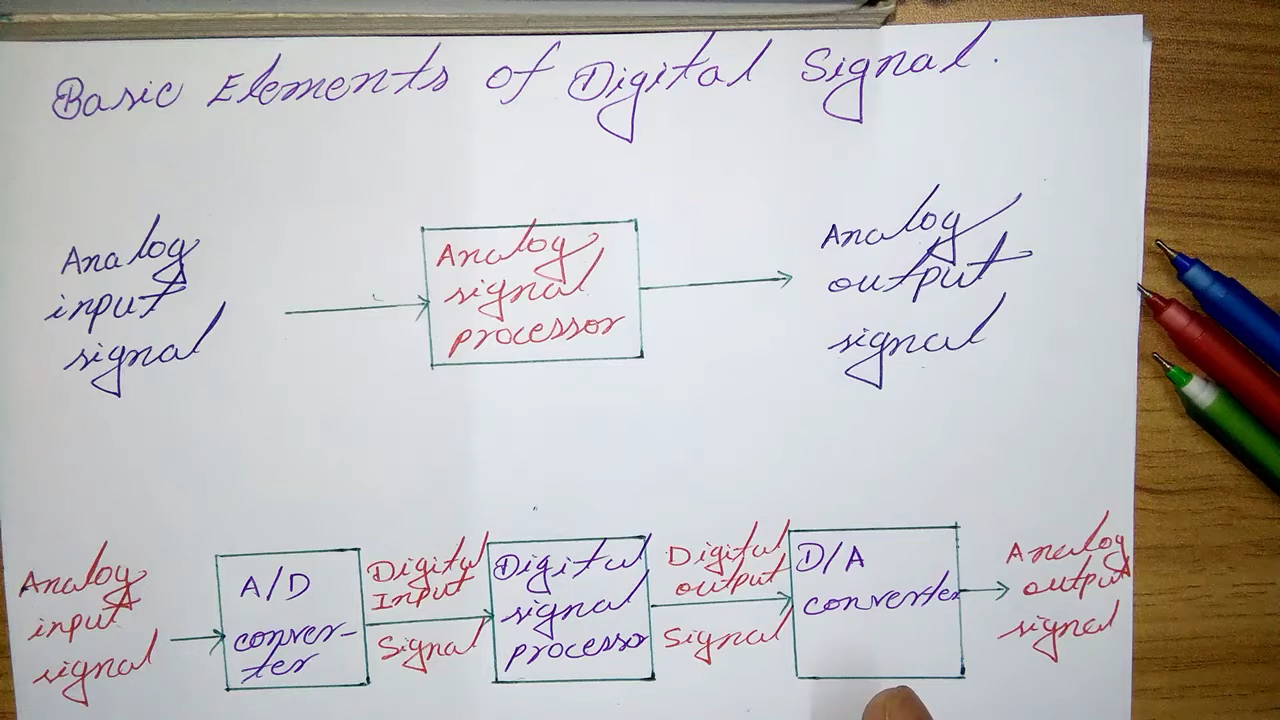 Basic Elements of Digital Signal.
Analog
input
signal
Analog
signal
processor
Analog
output
signal
Analog
input
signal
A/D
conver-
ter
Digital
Input
Signal
Digital
signal
processor
Digital
output
Signal
D/A
converter
Analog
output
signal